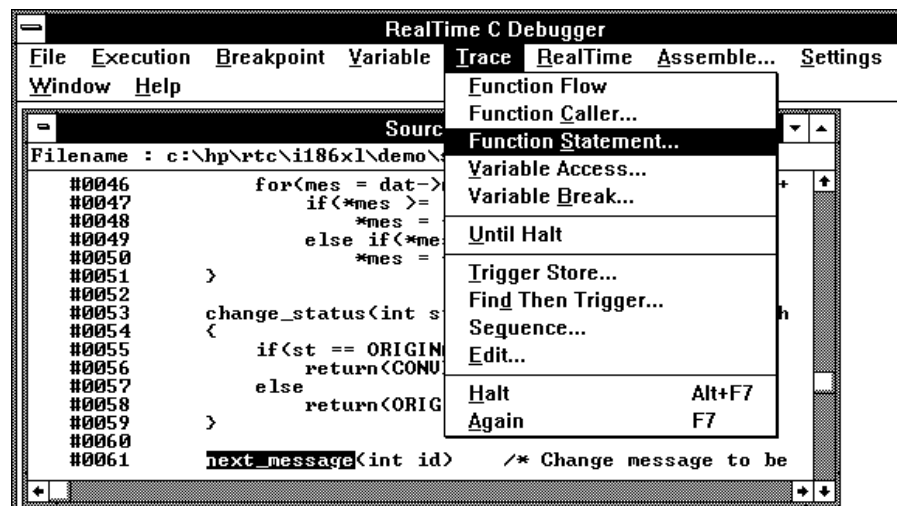 RealTime C Debugger
File Execution Breakpoint Variable Trace RealTime Assemble... Settings
Window Help
Function Flow
Function Caller...
Function Statement...
Variable Access...
Variable Break...
Until Halt
Trigger Store...
Find Then Trigger...
Sequence...
Edit...
Halt Alt+F7
Again F7
Sourc
Filename : c:\hp\rtc\i186xl\demo\s
#0046 for(mes = dat->m +
#0047 if(*mes >=
#0048 *mes =
#0049 else if(*mes
#0050 *mes =
#0051 }
#0052
#0053 change_status(int st h
#0054 {
#0055 if(st == ORIGIN
#0056 return(CONV
#0057 else
#0058 return(ORIG
#0059 }
#0060
#0061 next_message(int id) /* Change message to be